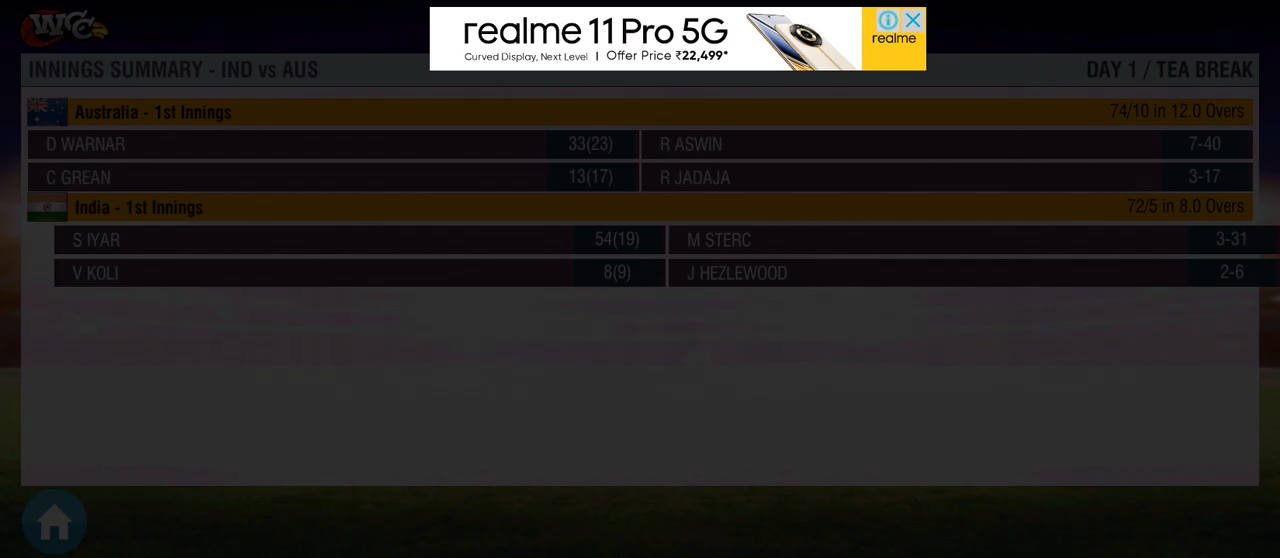 WCC
realme 11 Pro 5G
Curved Display, Next Level | Offer Price ₹22,499*
realme
INNINGS SUMMARY - IND vs AUS DAY 1 / TEA BREAK
Australia - 1st Innings 74/10 in 12.0 Overs
D WARNAR 33(23) R ASWIN 7-40
C GREAN 13(17) R JADAJA 3-17
India - 1st Innings 72/5 in 8.0 Overs
S IYAR 54(19) M STERC 3-31
V KOLI 8(9) J HEZLEWOOD 2-6